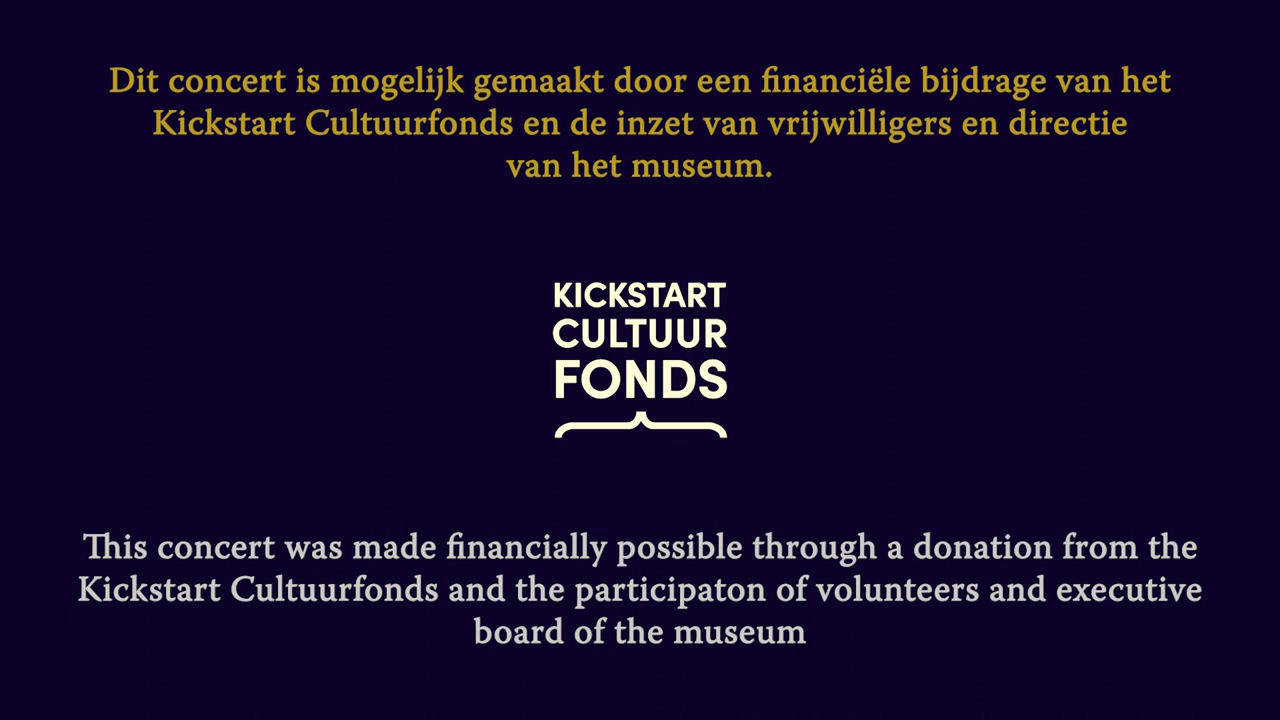 Dit concert is mogelijk gemaakt door een financiële bijdrage van het
Kickstart Cultuurfonds en de inzet van vrijwilligers en directie
van het museum.
KICKSTART
CULTUUR
FONDS
This concert was made financially possible through a donation from the
Kickstart Cultuurfonds and the participaton of volunteers and executive
board of the museum